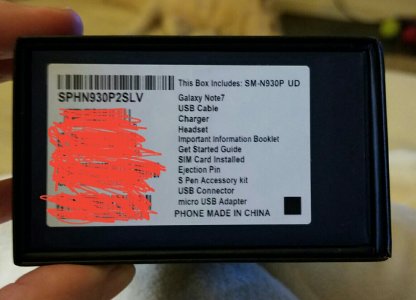 This Box Includes: SM-N930P UD
SPHN930P2SLV
Galaxy Note7
USB Cable
Charger
Headset
Important Information Booklet
Get Started Guide
SIM Card Installed
Ejection Pin
S Pen Accessory kit
USB Connector
micro USB Adapter
PHONE MADE IN CHINA